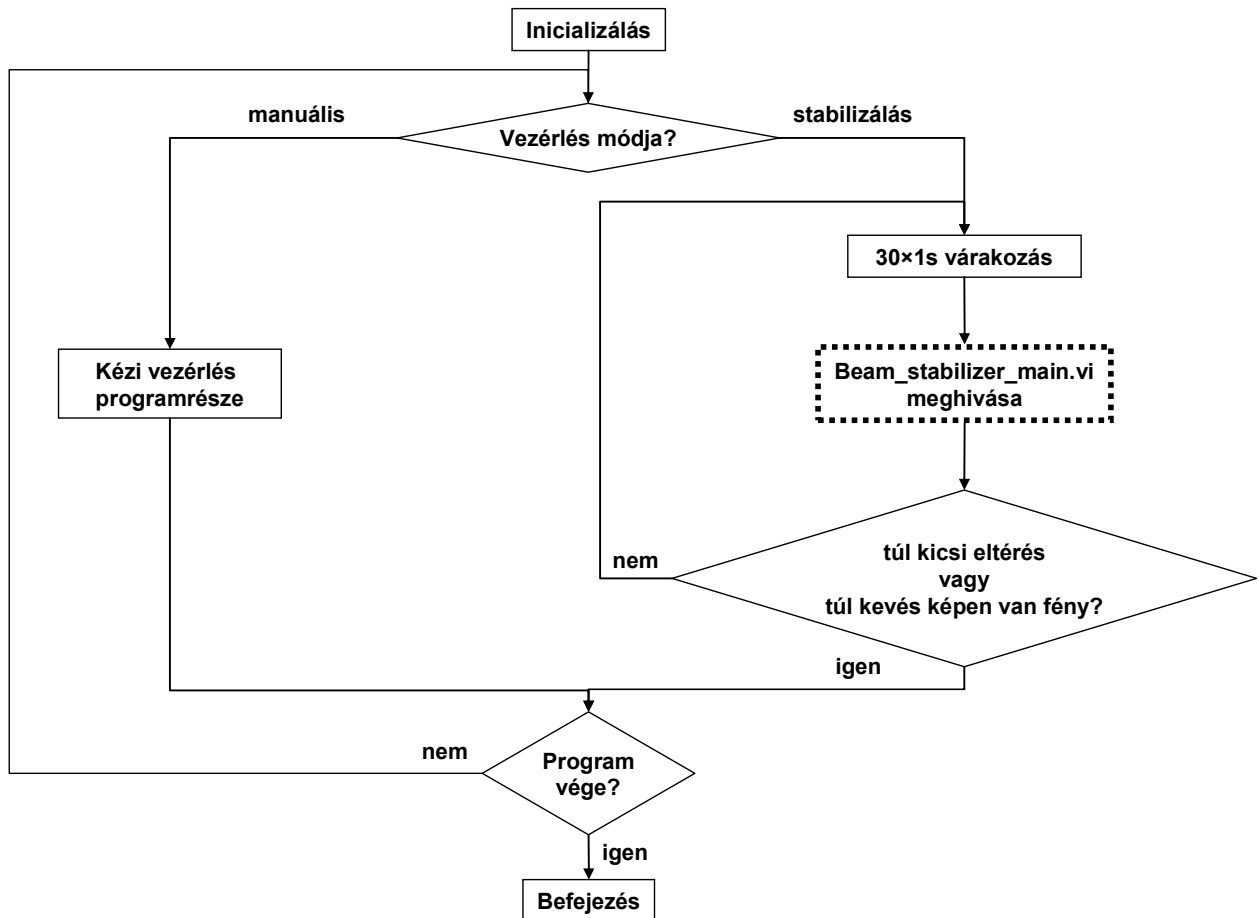 Inicializálás
manuális
stabilizálás
Vezérlés módja?
30×1s várakozás
Kézi vezérlés
programrésze
Beam_stabilizer_main.vi
meghivása
nem
túl kicsi eltérés
vagy
túl kevés képen van fény?
igen
nem
Program
vége?
igen
Befejezés